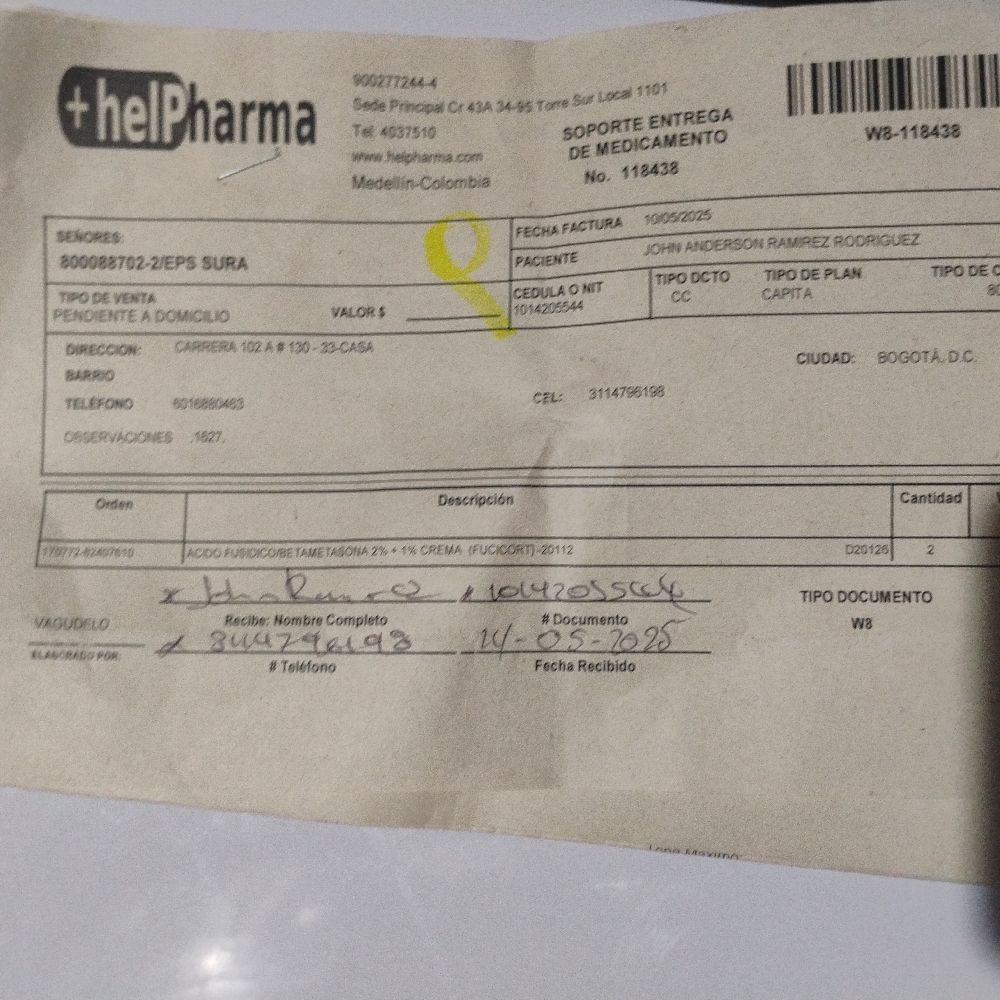 +helPharma
900277244-4
Sede Principal Cr 43A 34-95 Torre Sur Local 1101
Tel: 4037510
www.helpharma.com
Medellín-Colombia
SOPORTE ENTREGA
DE MEDICAMENTO
No. 118438
W8-118438
SEÑORES:
800088702-2/EPS SURA
FECHA FACTURA 10/05/2025
PACIENTE JOHN ANDERSON RAMIREZ RODRIGUEZ
TIPO DE VENTA
PENDIENTE A DOMICILIO VALOR $
CEDULA O NIT
1014205544
TIPO DCTO
CC
TIPO DE PLAN
CAPITA
TIPO DE C
80
DIRECCION: CARRERA 102 A # 130 - 33-CASA
CIUDAD: BOGOTÁ, D.C.
BARRIO
TELÉFONO 6016880463
CEL: 3114796198
OBSERVACIONES .1627.
Orden Descripción Cantidad
170772-62407610 ACIDO FUSIDICO/BETAMETASONA 2% + 1% CREMA (FUCICORT)-20112 D20126 2
VAGUDELO
ELABORADO POR:
Recibe: Nombre Completo
# Documento
TIPO DOCUMENTO
W8
# Teléfono
14-05-2025
Fecha Recibido